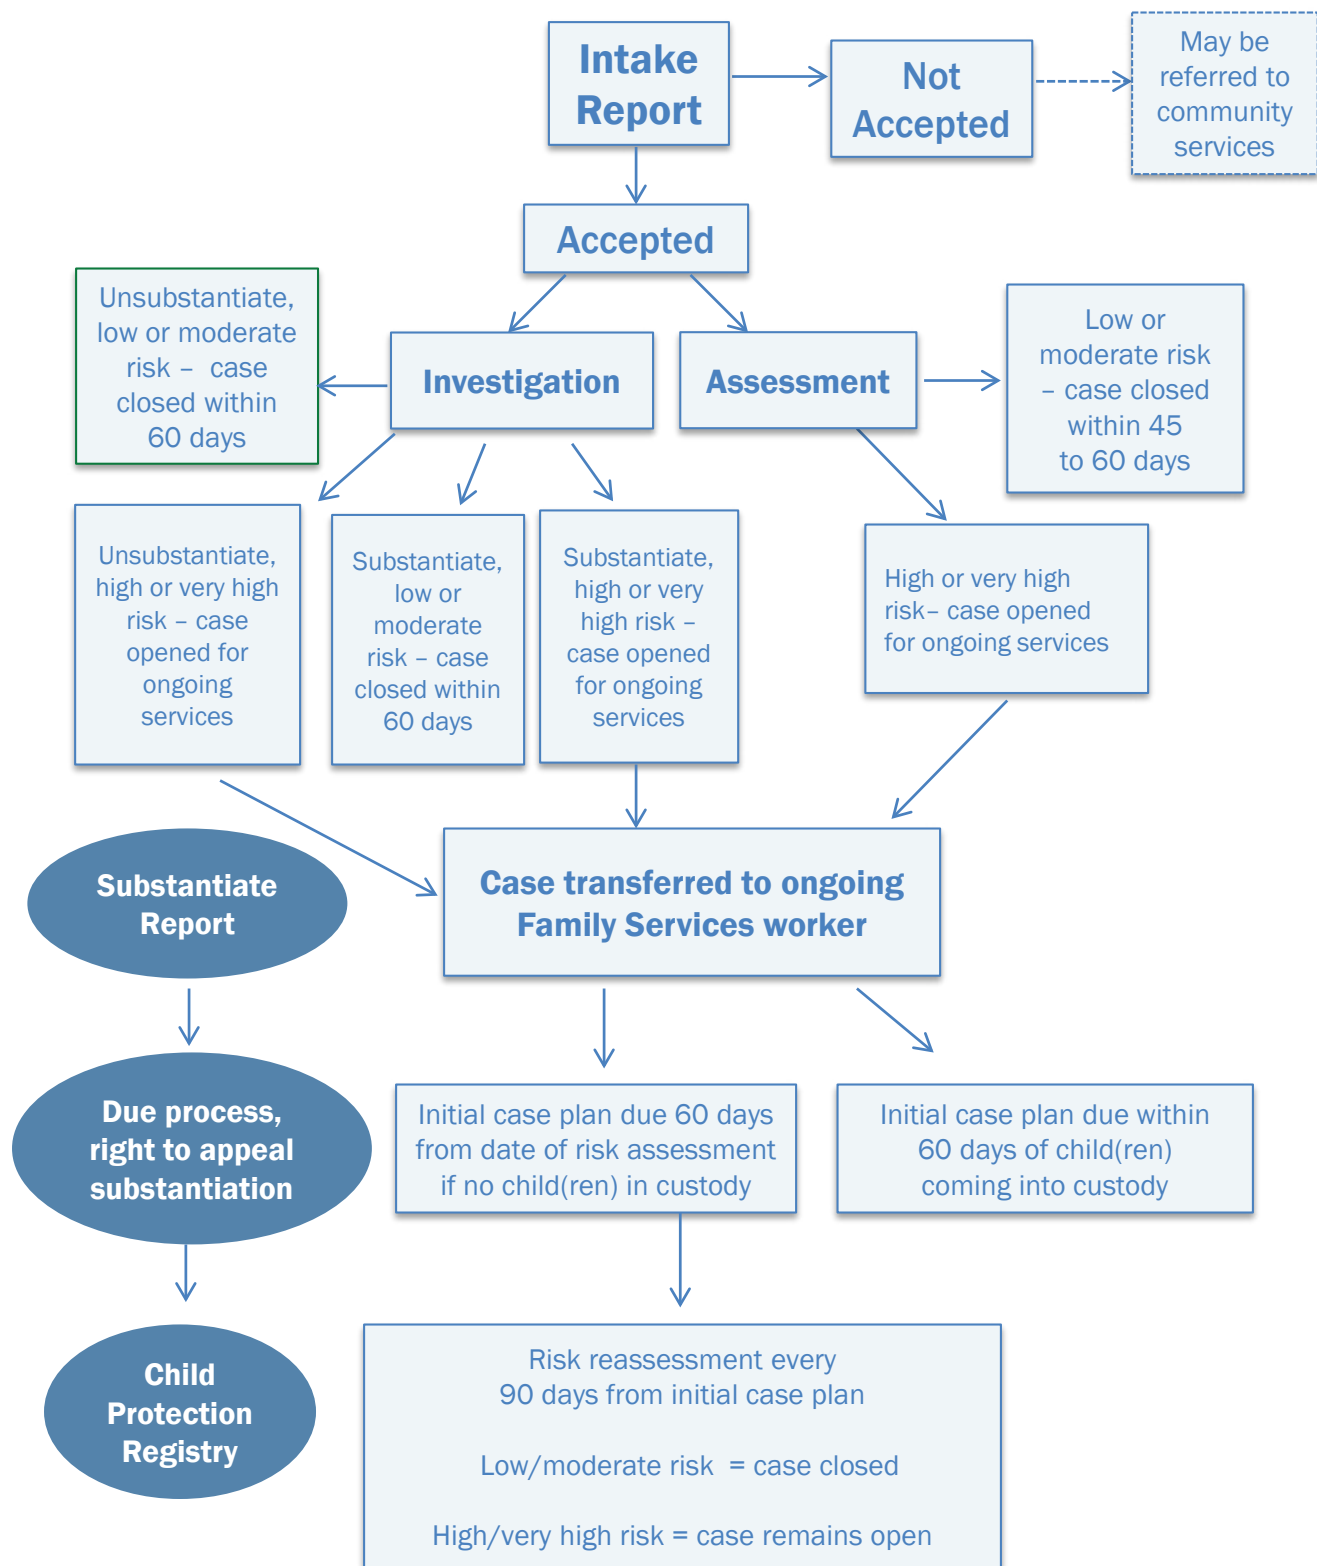 Intake
Report
Not
Accepted
May be
referred to
community
services
Accepted
Unsubstantiate,
low or moderate
risk –  case
closed within
60 days
Investigation
Assessment
Low or
moderate risk
– case closed
within 45
to 60 days
Unsubstantiate,
high or very high
risk – case
opened for
ongoing
services
Substantiate,
low or
moderate
risk – case
closed within
60 days
Substantiate,
high or very
high risk –
case opened
for ongoing
services
High or very high
risk– case opened
for ongoing services
Substantiate
Report
Case transferred to ongoing
Family Services worker
Due process,
right to appeal
substantiation
Initial case plan due 60 days
from date of risk assessment
if no child(ren) in custody
Initial case plan due within
60 days of child(ren)
coming into custody
Child
Protection
Registry
Risk reassessment every
90 days from initial case plan
Low/moderate risk  = case closed
High/very high risk = case remains open